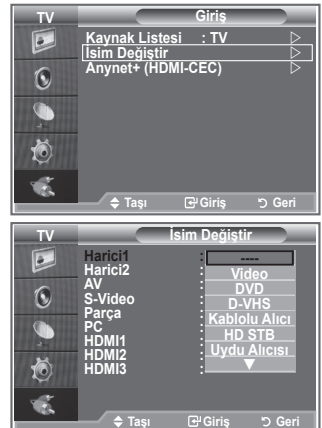 TV Giriş
Kaynak Listesi : TV
İsim Değiştir
Anynet+ (HDMI-CEC)
Taşı Giriş Geri
TV İsim Değiştir
Harici1 : ----
Harici2 : Video
AV : DVD
S-Video : D-VHS
Parça : Kablolu Alıcı
PC : HD STB
HDMI1 : Uydu Alıcısı
HDMI2 :
HDMI3 :
Taşı Giriş Geri